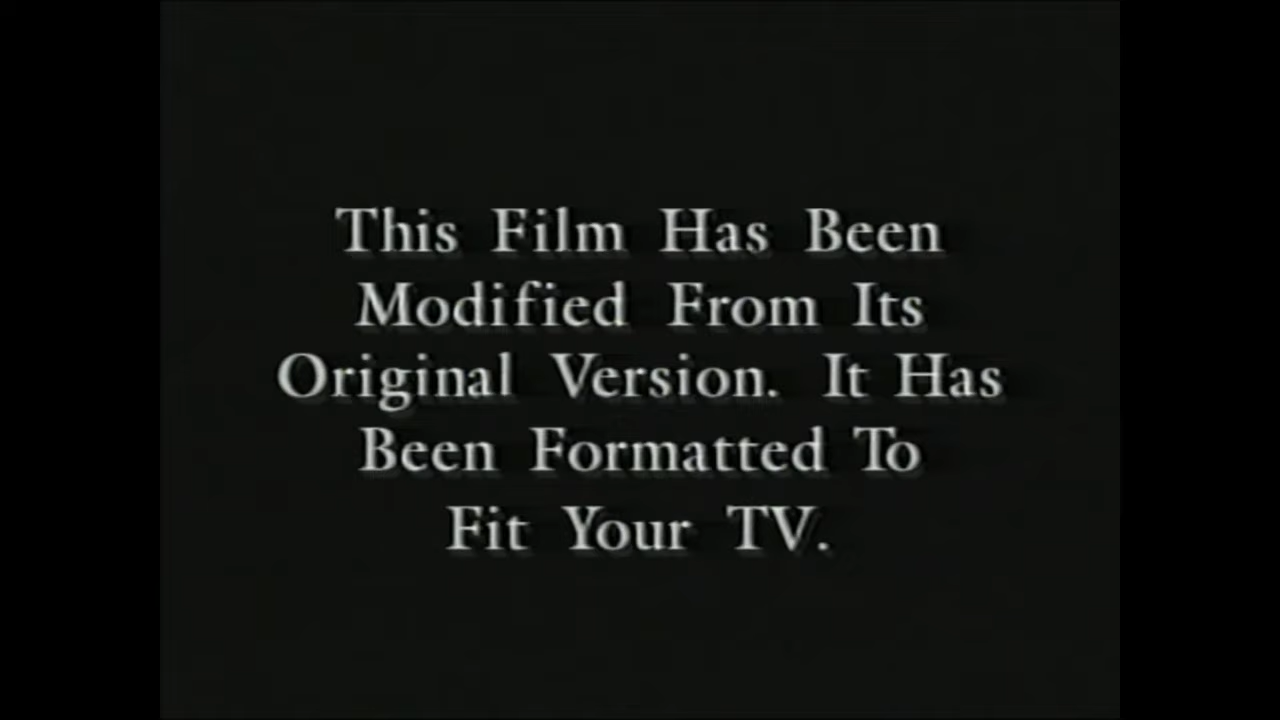 This Film Has Been
Modified From Its
Original Version. It Has
Been Formatted To
Fit Your TV.